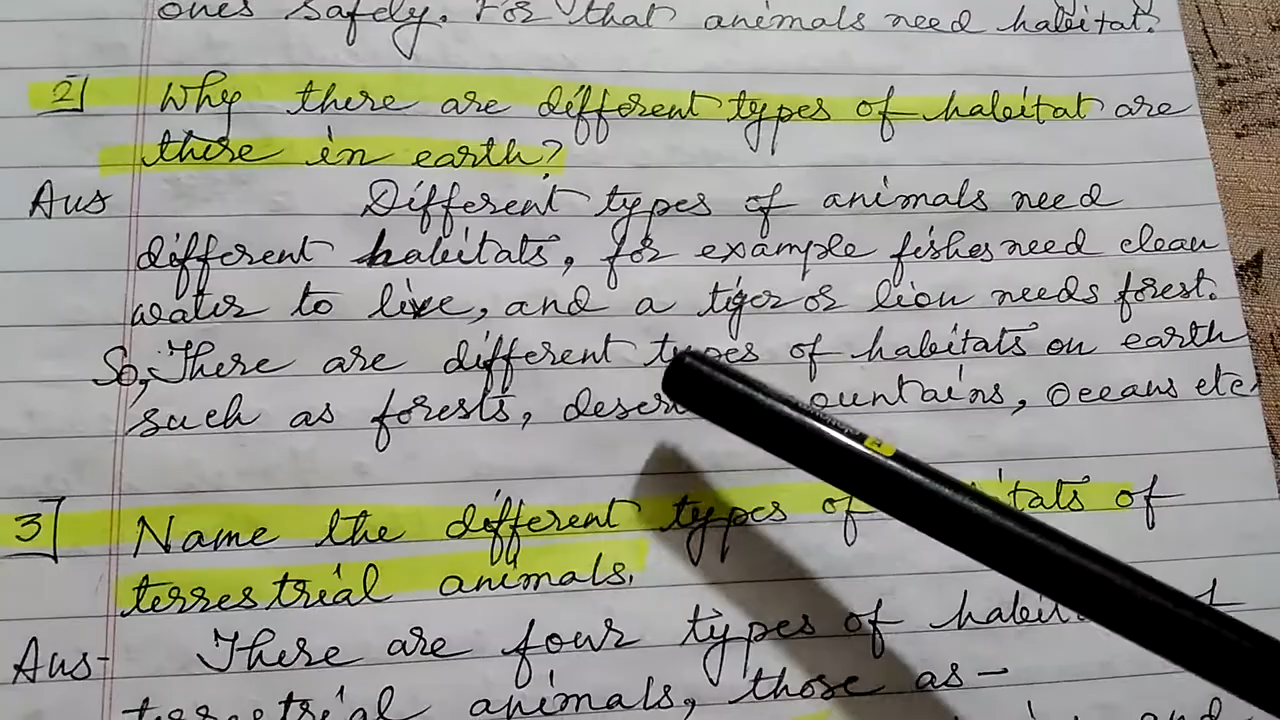 ones safely. For that animals need habitat.
2] Why there are different types of habitat are
there in earth?
Ans Different types of animals need
different habitats, for example fishes need clean
water to live, and a tiger or lion needs forest.
So, There are different types of habitats on earth
such as forests, ountains, Oceans etc.
3] Name the different types of of
terrestrial animals.
Ans- There are four types of
terrestrial animals, those as-
and